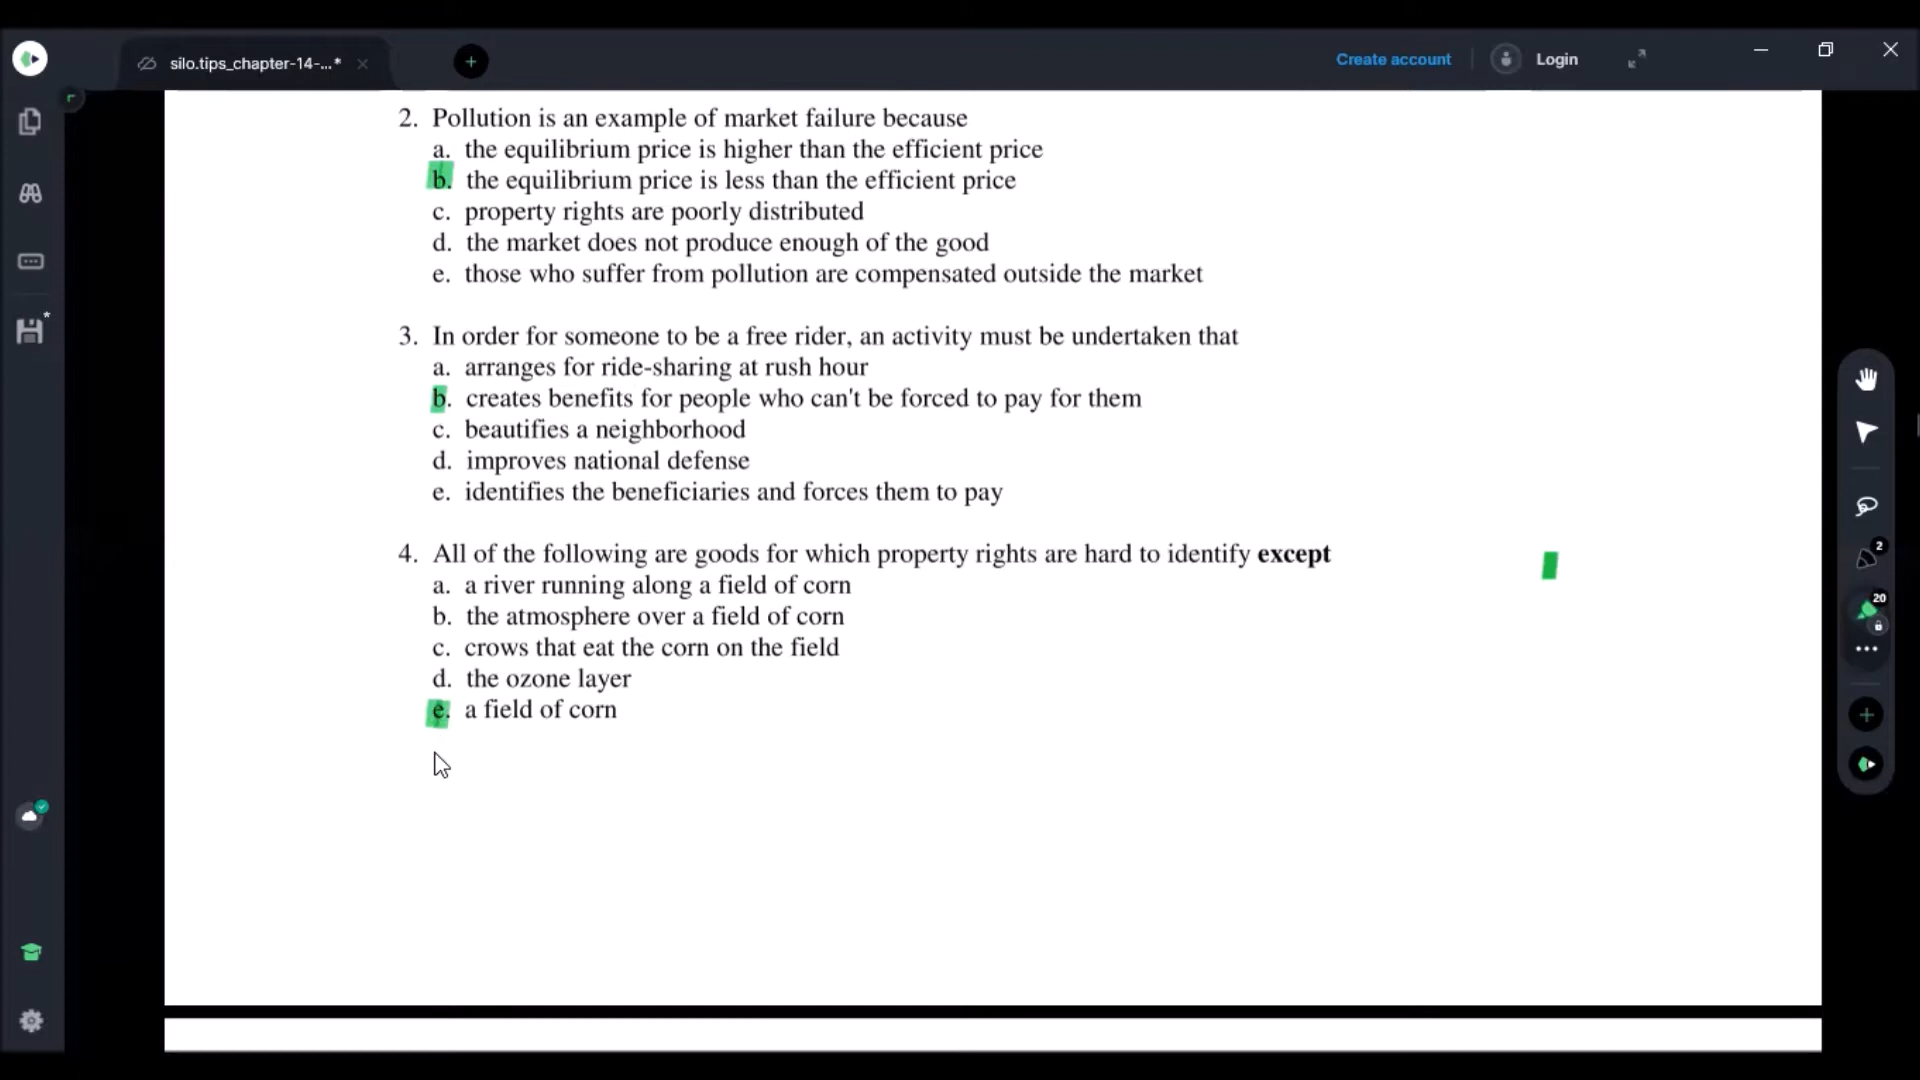 silo.tips_chapter-14-...*
Create account
Login
2. Pollution is an example of market failure because
a. the equilibrium price is higher than the efficient price
b. the equilibrium price is less than the efficient price
c. property rights are poorly distributed
d. the market does not produce enough of the good
e. those who suffer from pollution are compensated outside the market
3. In order for someone to be a free rider, an activity must be undertaken that
a. arranges for ride-sharing at rush hour
b. creates benefits for people who can't be forced to pay for them
c. beautifies a neighborhood
d. improves national defense
e. identifies the beneficiaries and forces them to pay
4. All of the following are goods for which property rights are hard to identify except
a. a river running along a field of corn
b. the atmosphere over a field of corn
c. crows that eat the corn on the field
d. the ozone layer
e. a field of corn
2
20